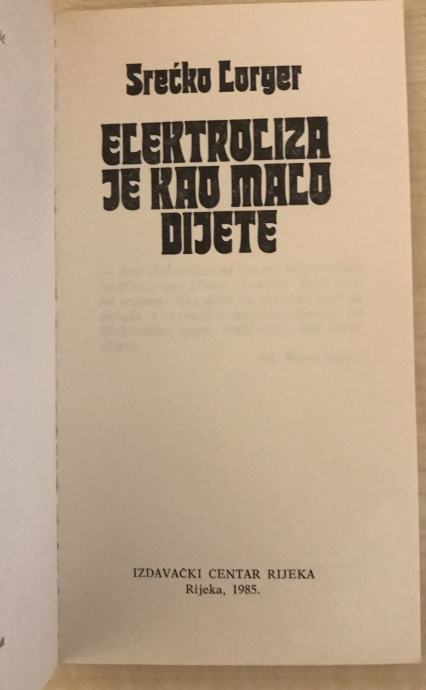 Srećko Lorger
ELEKTROLIZA
JE KAO MALO
DIJETE
IZDAVAČKI CENTAR RIJEKA
Rijeka, 1985.